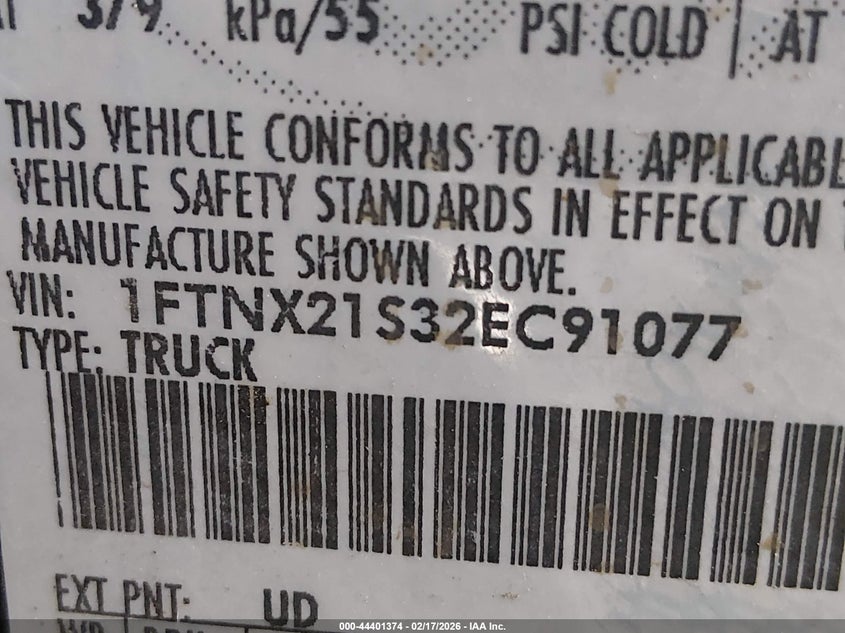 379 kPa/55 PSI COLD AT
THIS VEHICLE CONFORMS TO ALL APPLICABL
VEHICLE SAFETY STANDARDS IN EFFECT ON
MANUFACTURE SHOWN ABOVE.
VIN: 1FTNX21S32EC91077
TYPE: TRUCK
EXT PNT: UD
000-44401374 - 02/17/2026 - IAA Inc.